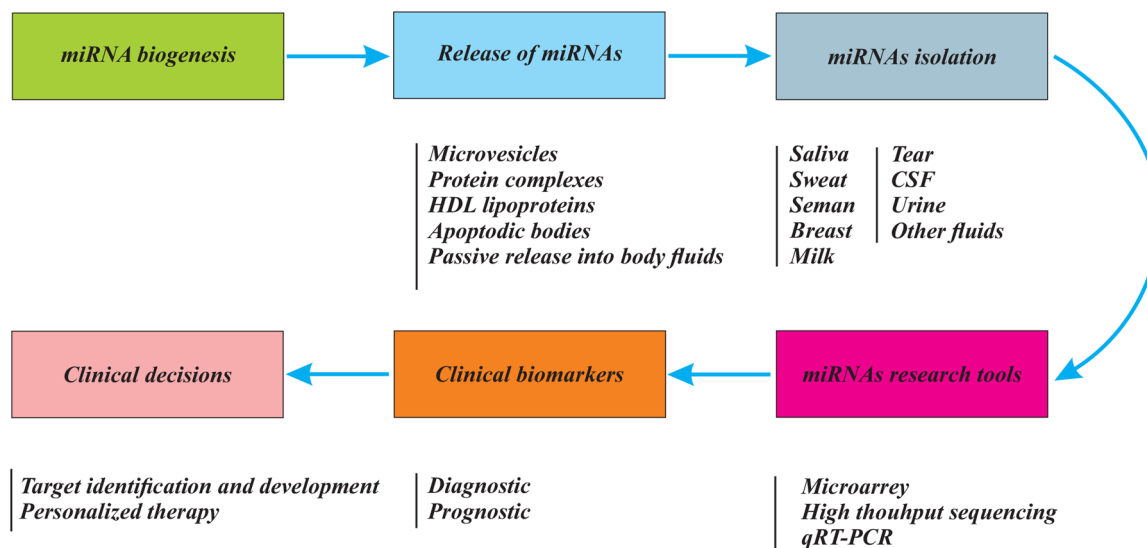 miRNA biogenesis
Release of miRNAs
miRNAs isolation
Microvesicles
Protein complexes
HDL lipoproteins
Apoptodic bodies
Passive release into body fluids
Saliva
Sweat
Seman
Breast
Milk
Tear
CSF
Urine
Other fluids
Clinical decisions
Clinical biomarkers
miRNAs research tools
Target identification and development
Personalized therapy
Diagnostic
Prognostic
Microarrey
High thouhput sequencing
qRT-PCR